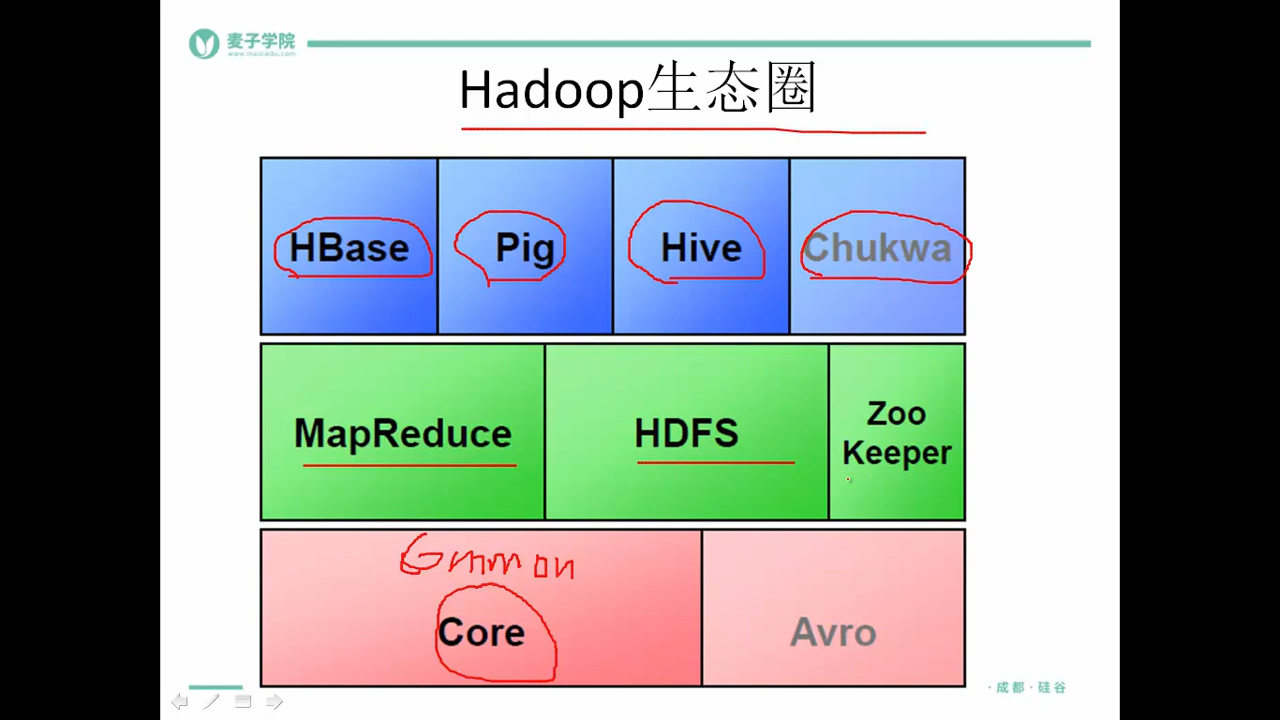 麦子学院
www.maiziedu.com
Hadoop生态圈
HBase
Pig
Hive
Chukwa
MapReduce
HDFS
Zoo
Keeper
Common
Core
Avro
·成都·硅谷